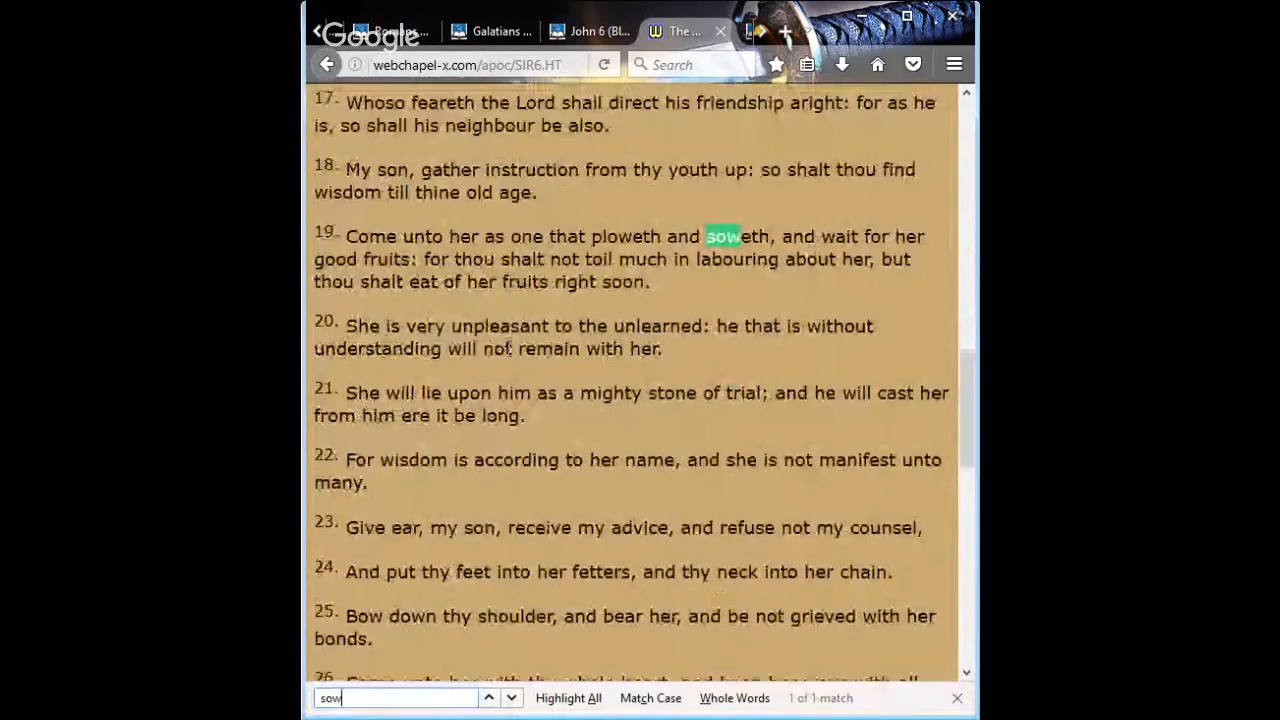 Romans ...
Galatians ...
John 6 (Bl...
The ...
Google
webchapel-x.com/apoc/SIR6.HT
Search
17. Whoso feareth the Lord shall direct his friendship aright: for as he
is, so shall his neighbour be also.
18. My son, gather instruction from thy youth up: so shalt thou find
wisdom till thine old age.
19. Come unto her as one that ploweth and soweth, and wait for her
good fruits: for thou shalt not toil much in labouring about her, but
thou shalt eat of her fruits right soon.
20. She is very unpleasant to the unlearned: he that is without
understanding will not remain with her.
21. She will lie upon him as a mighty stone of trial; and he will cast her
from him ere it be long.
22. For wisdom is according to her name, and she is not manifest unto
many.
23. Give ear, my son, receive my advice, and refuse not my counsel,
24. And put thy feet into her fetters, and thy neck into her chain.
25. Bow down thy shoulder, and bear her, and be not grieved with her
bonds.
26.
sow
Highlight All
Match Case
Whole Words
1 of 1 match